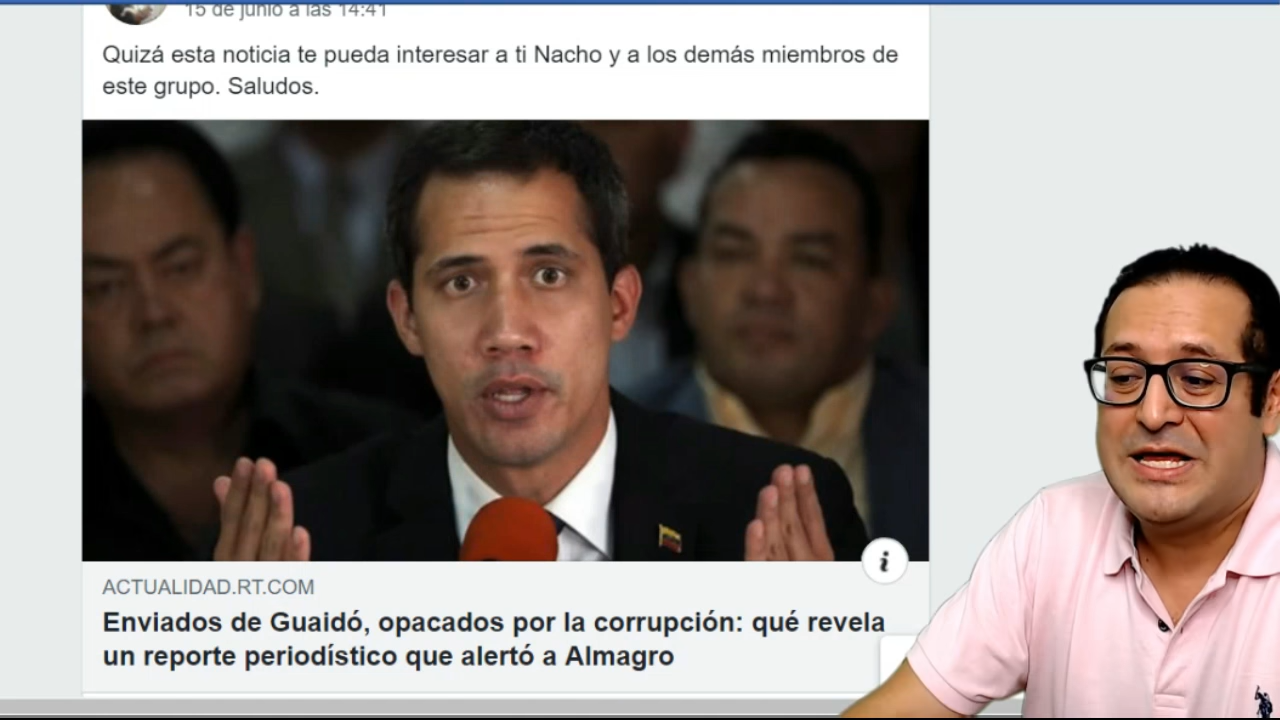 15 de junio a las 14:41
Quizá esta noticia te pueda interesar a ti Nacho y a los demás miembros de
este grupo. Saludos.
i
ACTUALIDAD.RT.COM
Enviados de Guaidó, opacados por la corrupción: qué revela
un reporte periodístico que alertó a Almagro